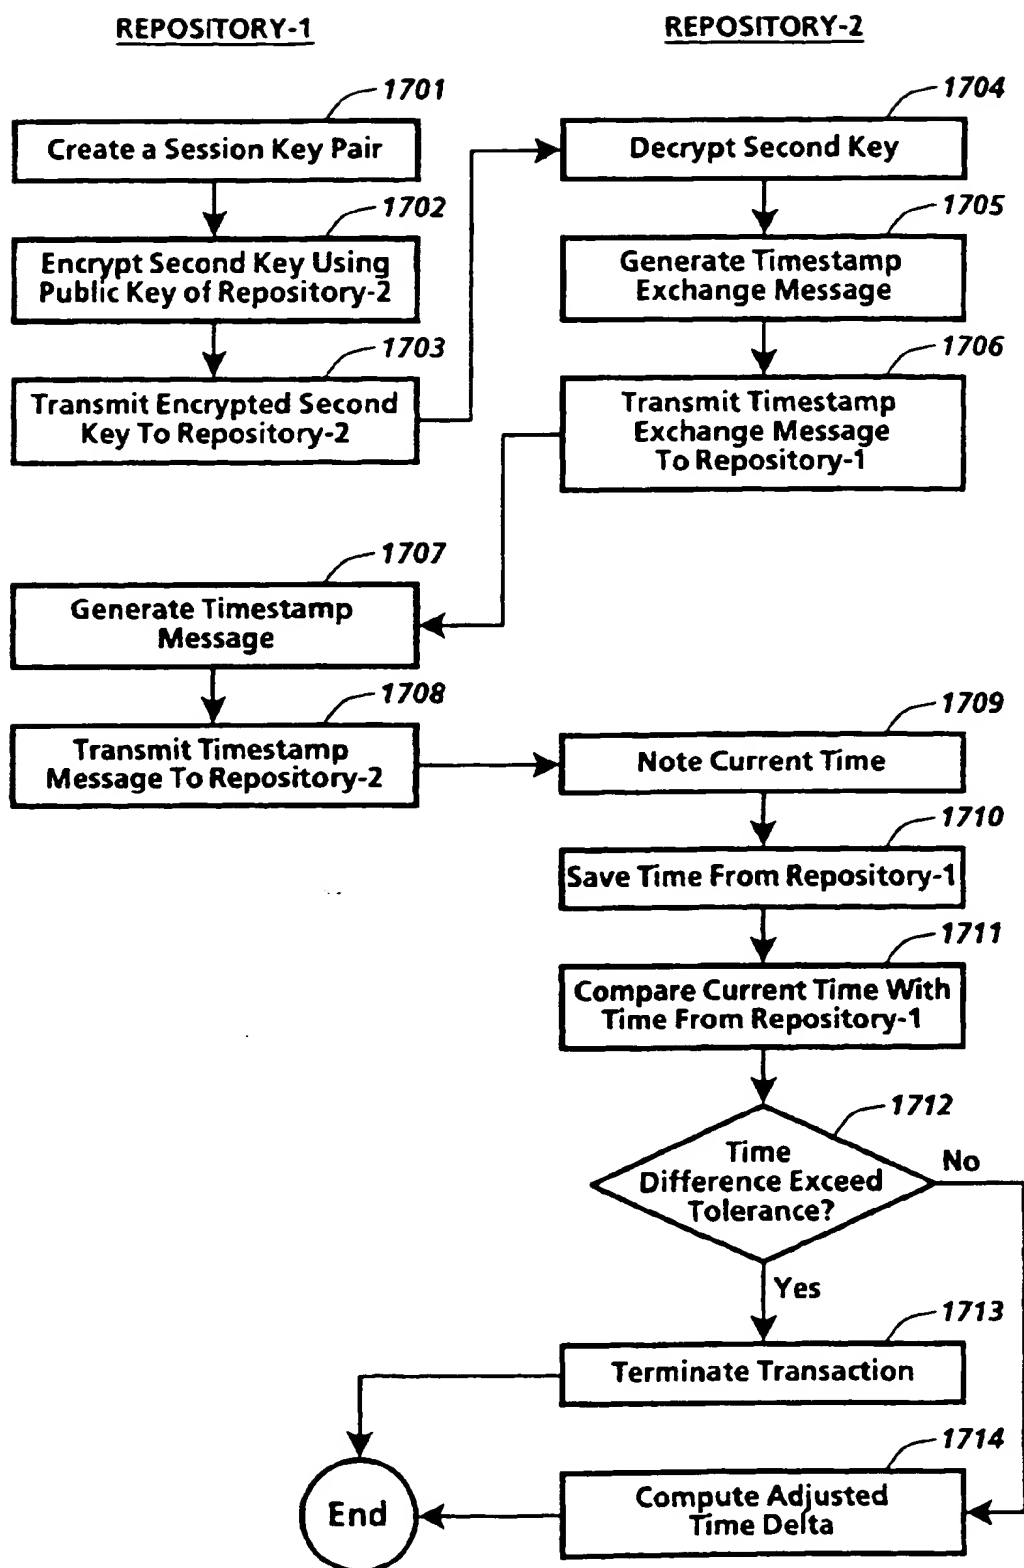 REPOSITORY-1
REPOSITORY-2
1701
Create a Session Key Pair
1702
Encrypt Second Key Using
Public Key of Repository-2
1703
Transmit Encrypted Second
Key To Repository-2
1704
Decrypt Second Key
1705
Generate Timestamp
Exchange Message
1706
Transmit Timestamp
Exchange Message
To Repository-1
1707
Generate Timestamp
Message
1708
Transmit Timestamp
Message To Repository-2
1709
Note Current Time
1710
Save Time From Repository-1
1711
Compare Current Time With
Time From Repository-1
1712
Time
Difference Exceed
Tolerance?
No
Yes
1713
Terminate Transaction
1714
Compute Adjusted
Time Delta
End